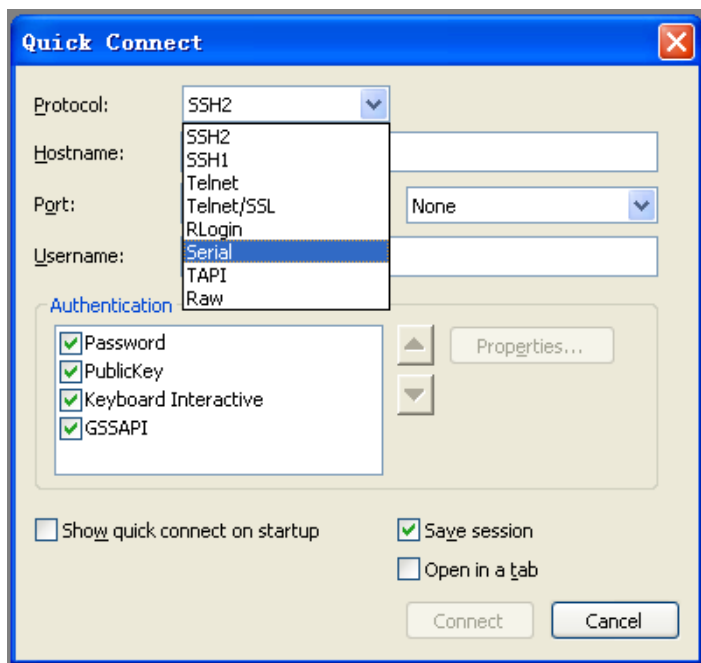 Quick Connect
Protocol: SSH2
SSH2
Hostname:
SSH1
Telnet
Port: Telnet/SSL None
RLogin
Username: Serial
TAPI
Raw
Authentication
Password
PublicKey
Keyboard Interactive
GSSAPI
Properties...
Show quick connect on startup
Save session
Open in a tab
Connect Cancel